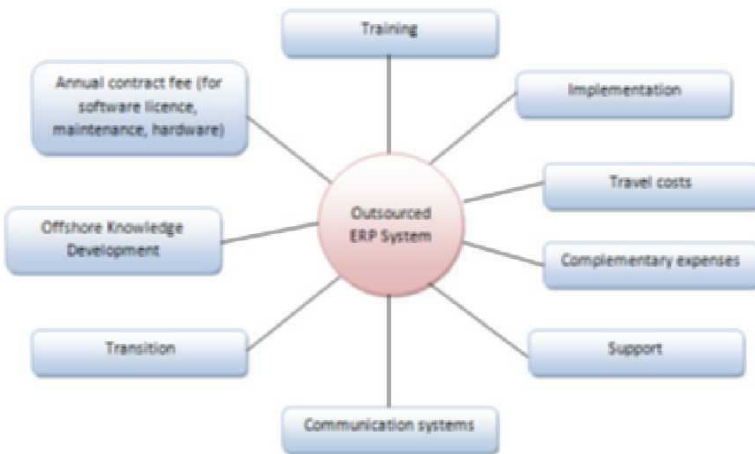 Training
Annual contract fee (for
software licence,
maintenance, hardware)
Implementation
Travel costs
Outsourced
ERP System
Offshore Knowledge
Development
Complementary expenses
Transition
Support
Communication systems